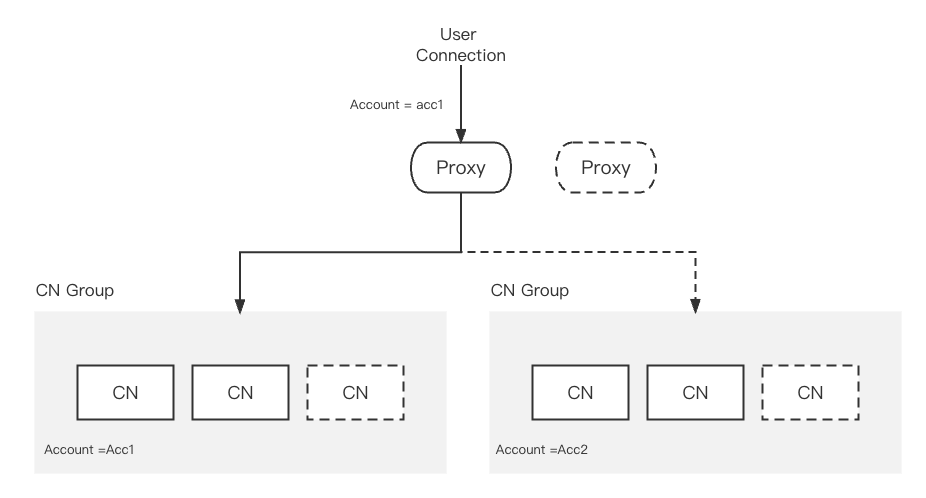 User
Connection
Account = acc1
Proxy
Proxy
CN Group
CN Group
CN
CN
CN
CN
CN
CN
Account =Acc1
Account =Acc2